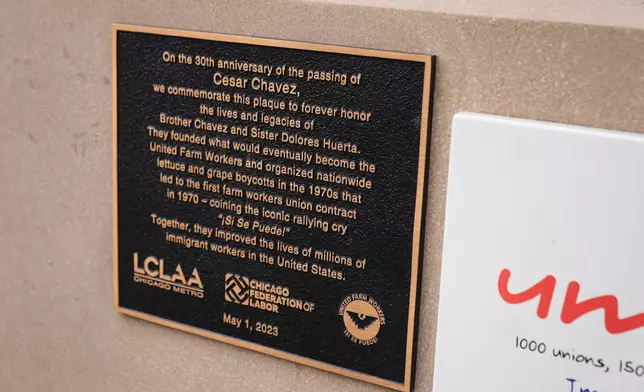 On the 30th anniversary of the passing of
Cesar Chavez,
we commemorate this plaque to forever honor
the lives and legacies of
Brother Chavez and Sister Dolores Huerta.
They founded what would eventually become the
United Farm Workers and organized nationwide
lettuce and grape boycotts in the 1970s that
led to the first farm workers union contract
in 1970 – coining the iconic rallying cry
"¡Si Se Puede!"
Together, they improved the lives of millions of
immigrant workers in the United States.
LCLAA
CHICAGO METRO
CHICAGO
FEDERATION OF
LABOR
UNITED FARM WORKERS
¡SI SE PUEDE!
May 1, 2023
1000 unions, 150